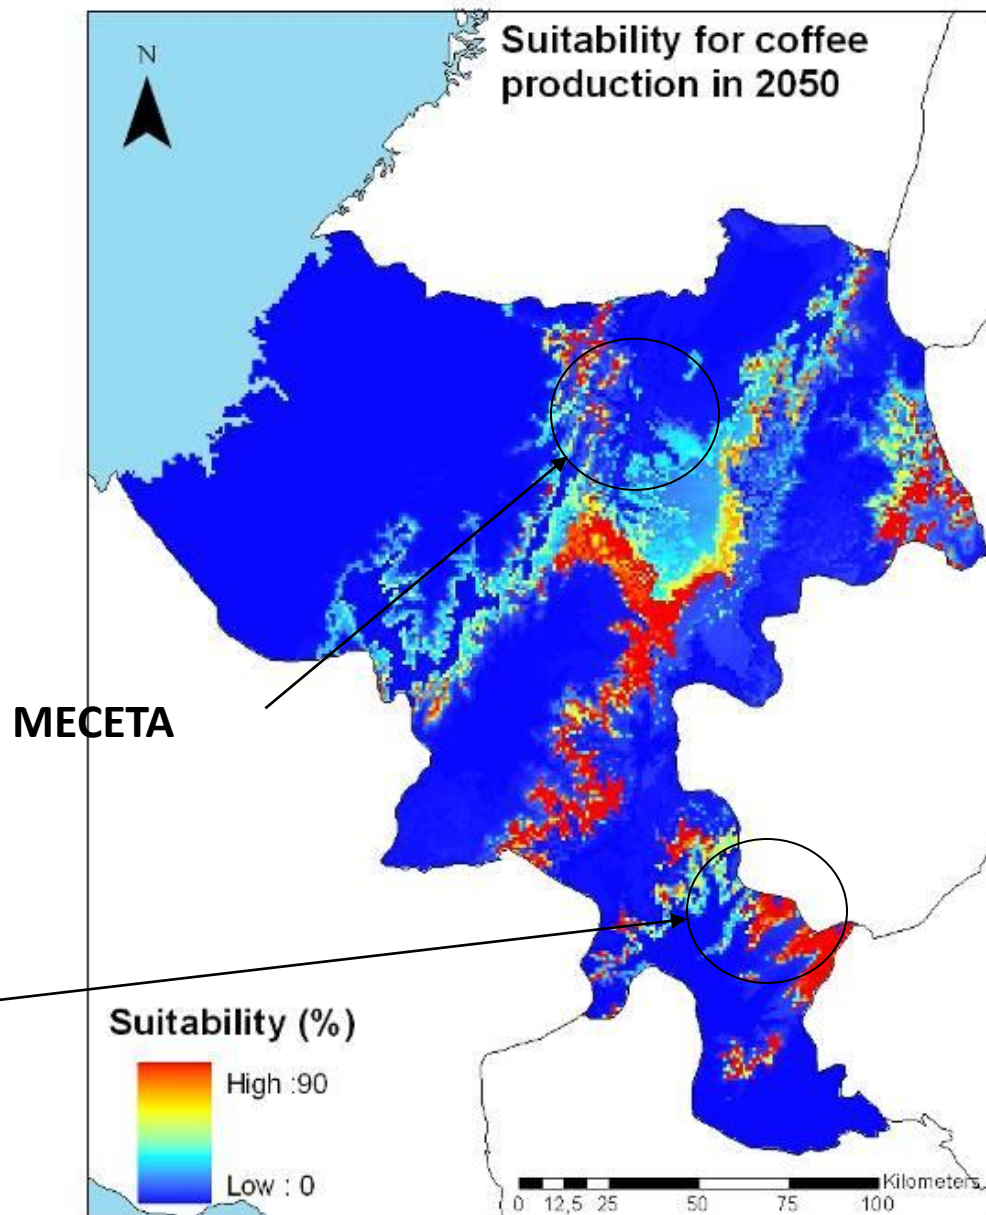 Suitability for coffee
production in 2050
N
MECETA
Suitability (%)
High :90
Low : 0
Kilometers
0 12,5 25 50 75 100